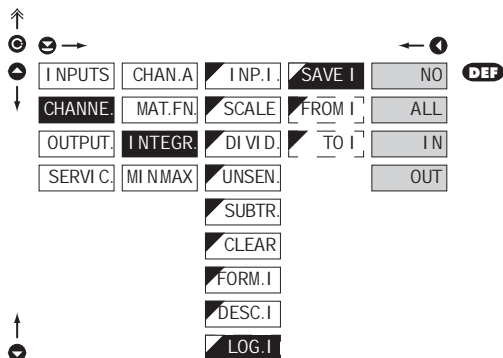 INPUTS CHAN.A INP.I. SAVE I NO DEF
CHANNE. MAT.FN. SCALE FROM I ALL
OUTPUT. INTEGR. DIVID. TO I IN
SERVIC. MINMAX UNSEN. OUT
SUBTR.
CLEAR
FORM.I
DESC.I
LOG.I